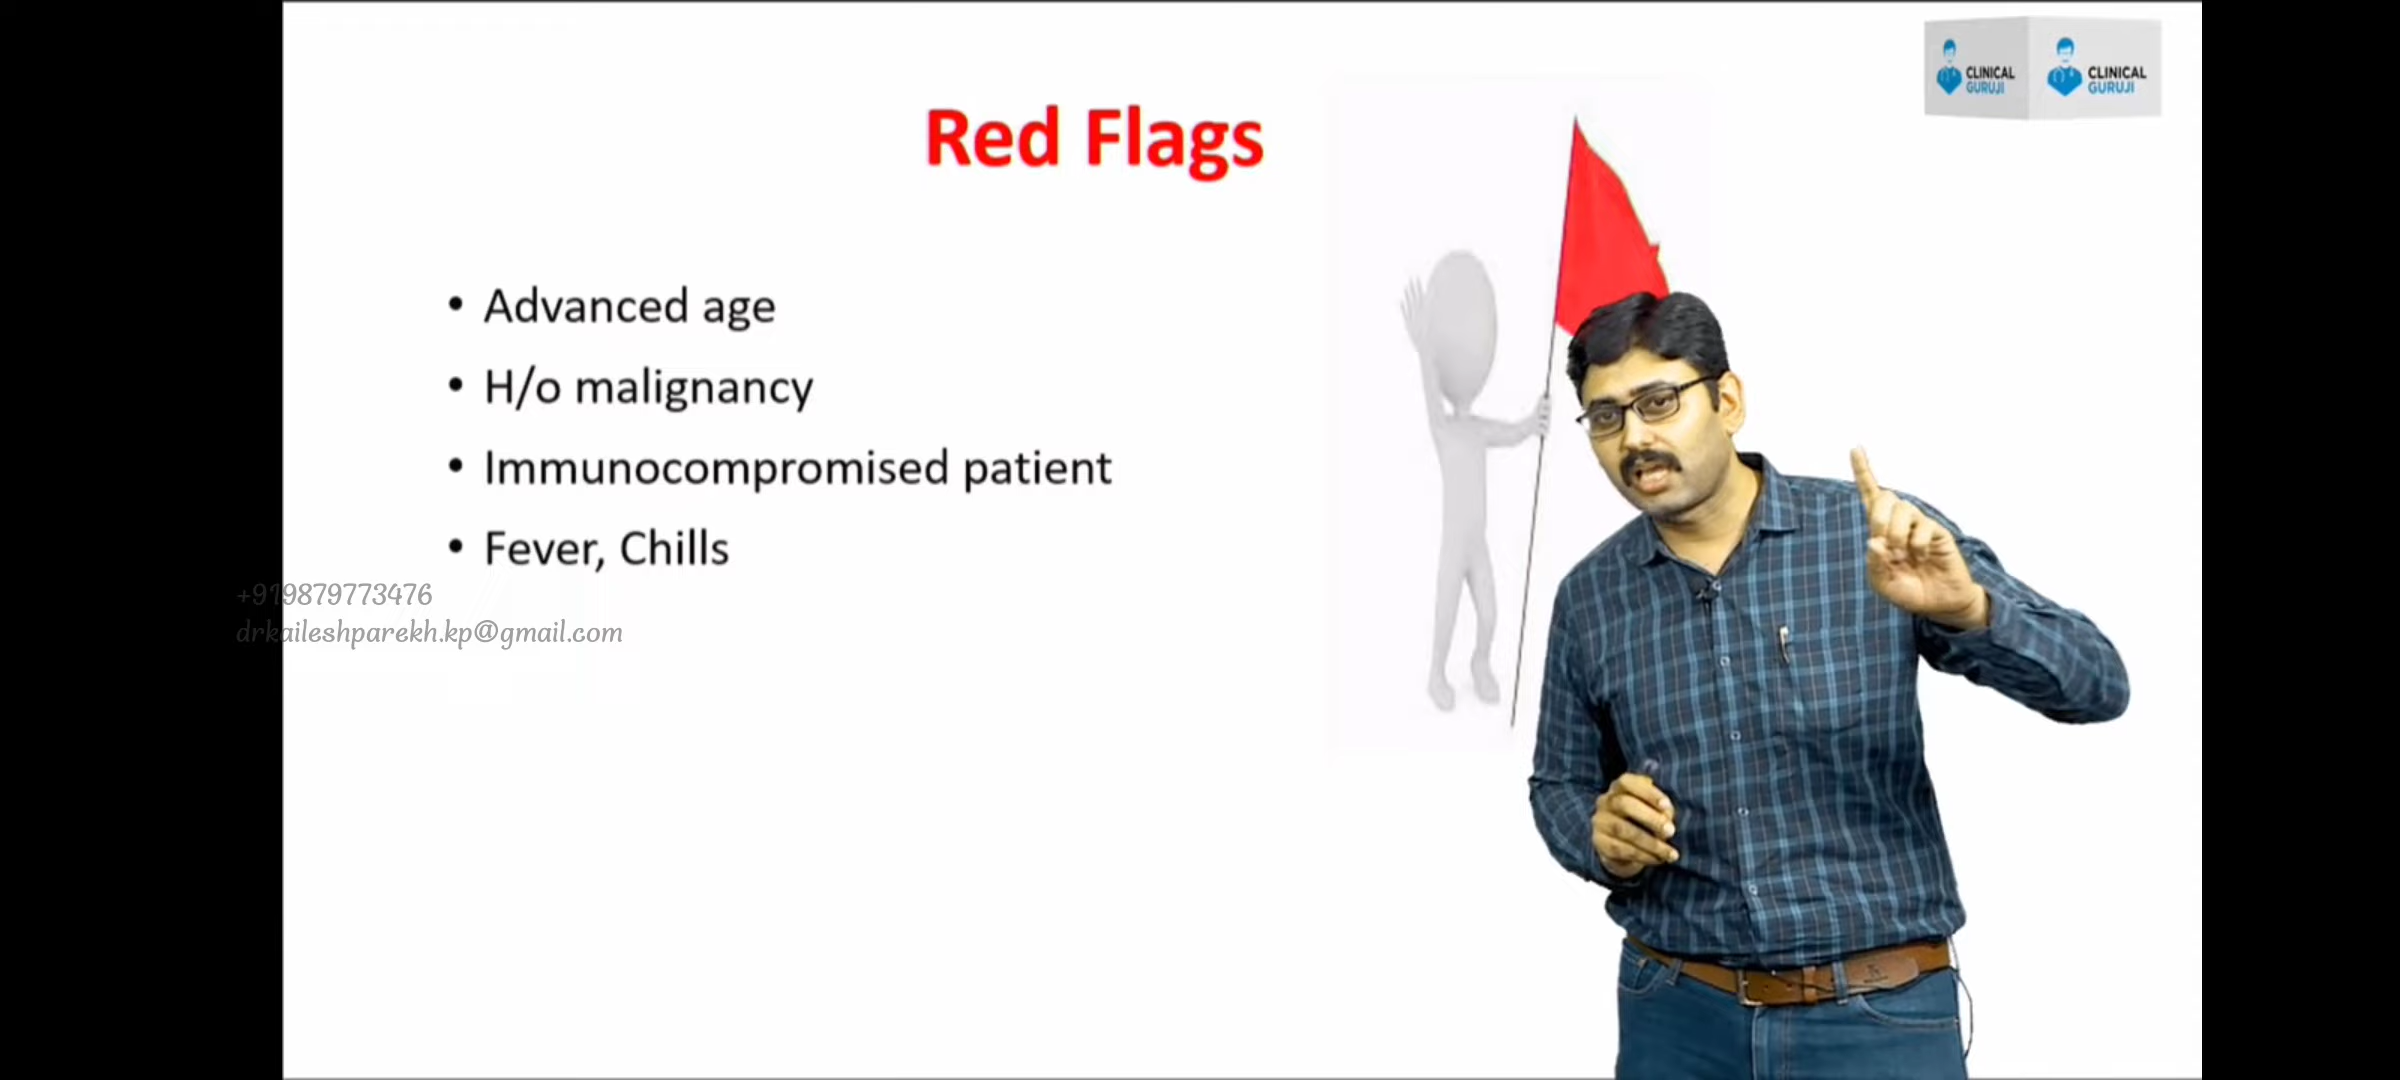 CLINICAL
GURUJI
CLINICAL
GURUJI
Red Flags
• Advanced age
• H/o malignancy
• Immunocompromised patient
• Fever, Chills
+919879773476
drkaileshparekh.kp@gmail.com